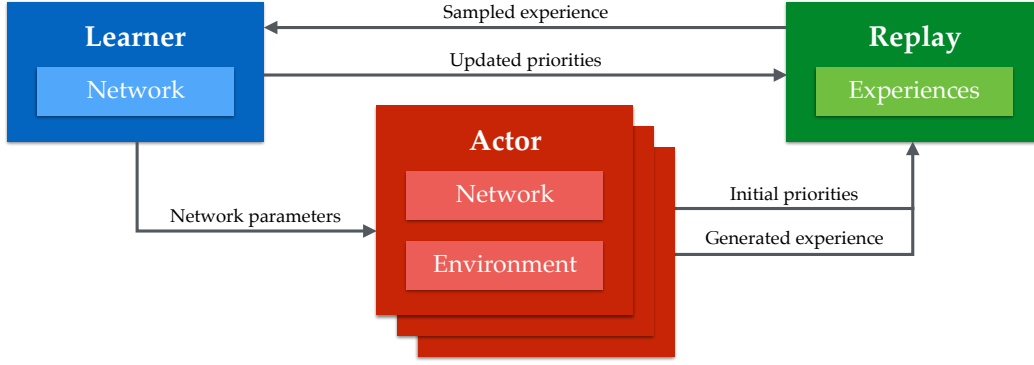 Sampled experience
Learner
Replay
Updated priorities
Network
Experiences
Actor
Network
Initial priorities
Network parameters
Generated experience
Environment